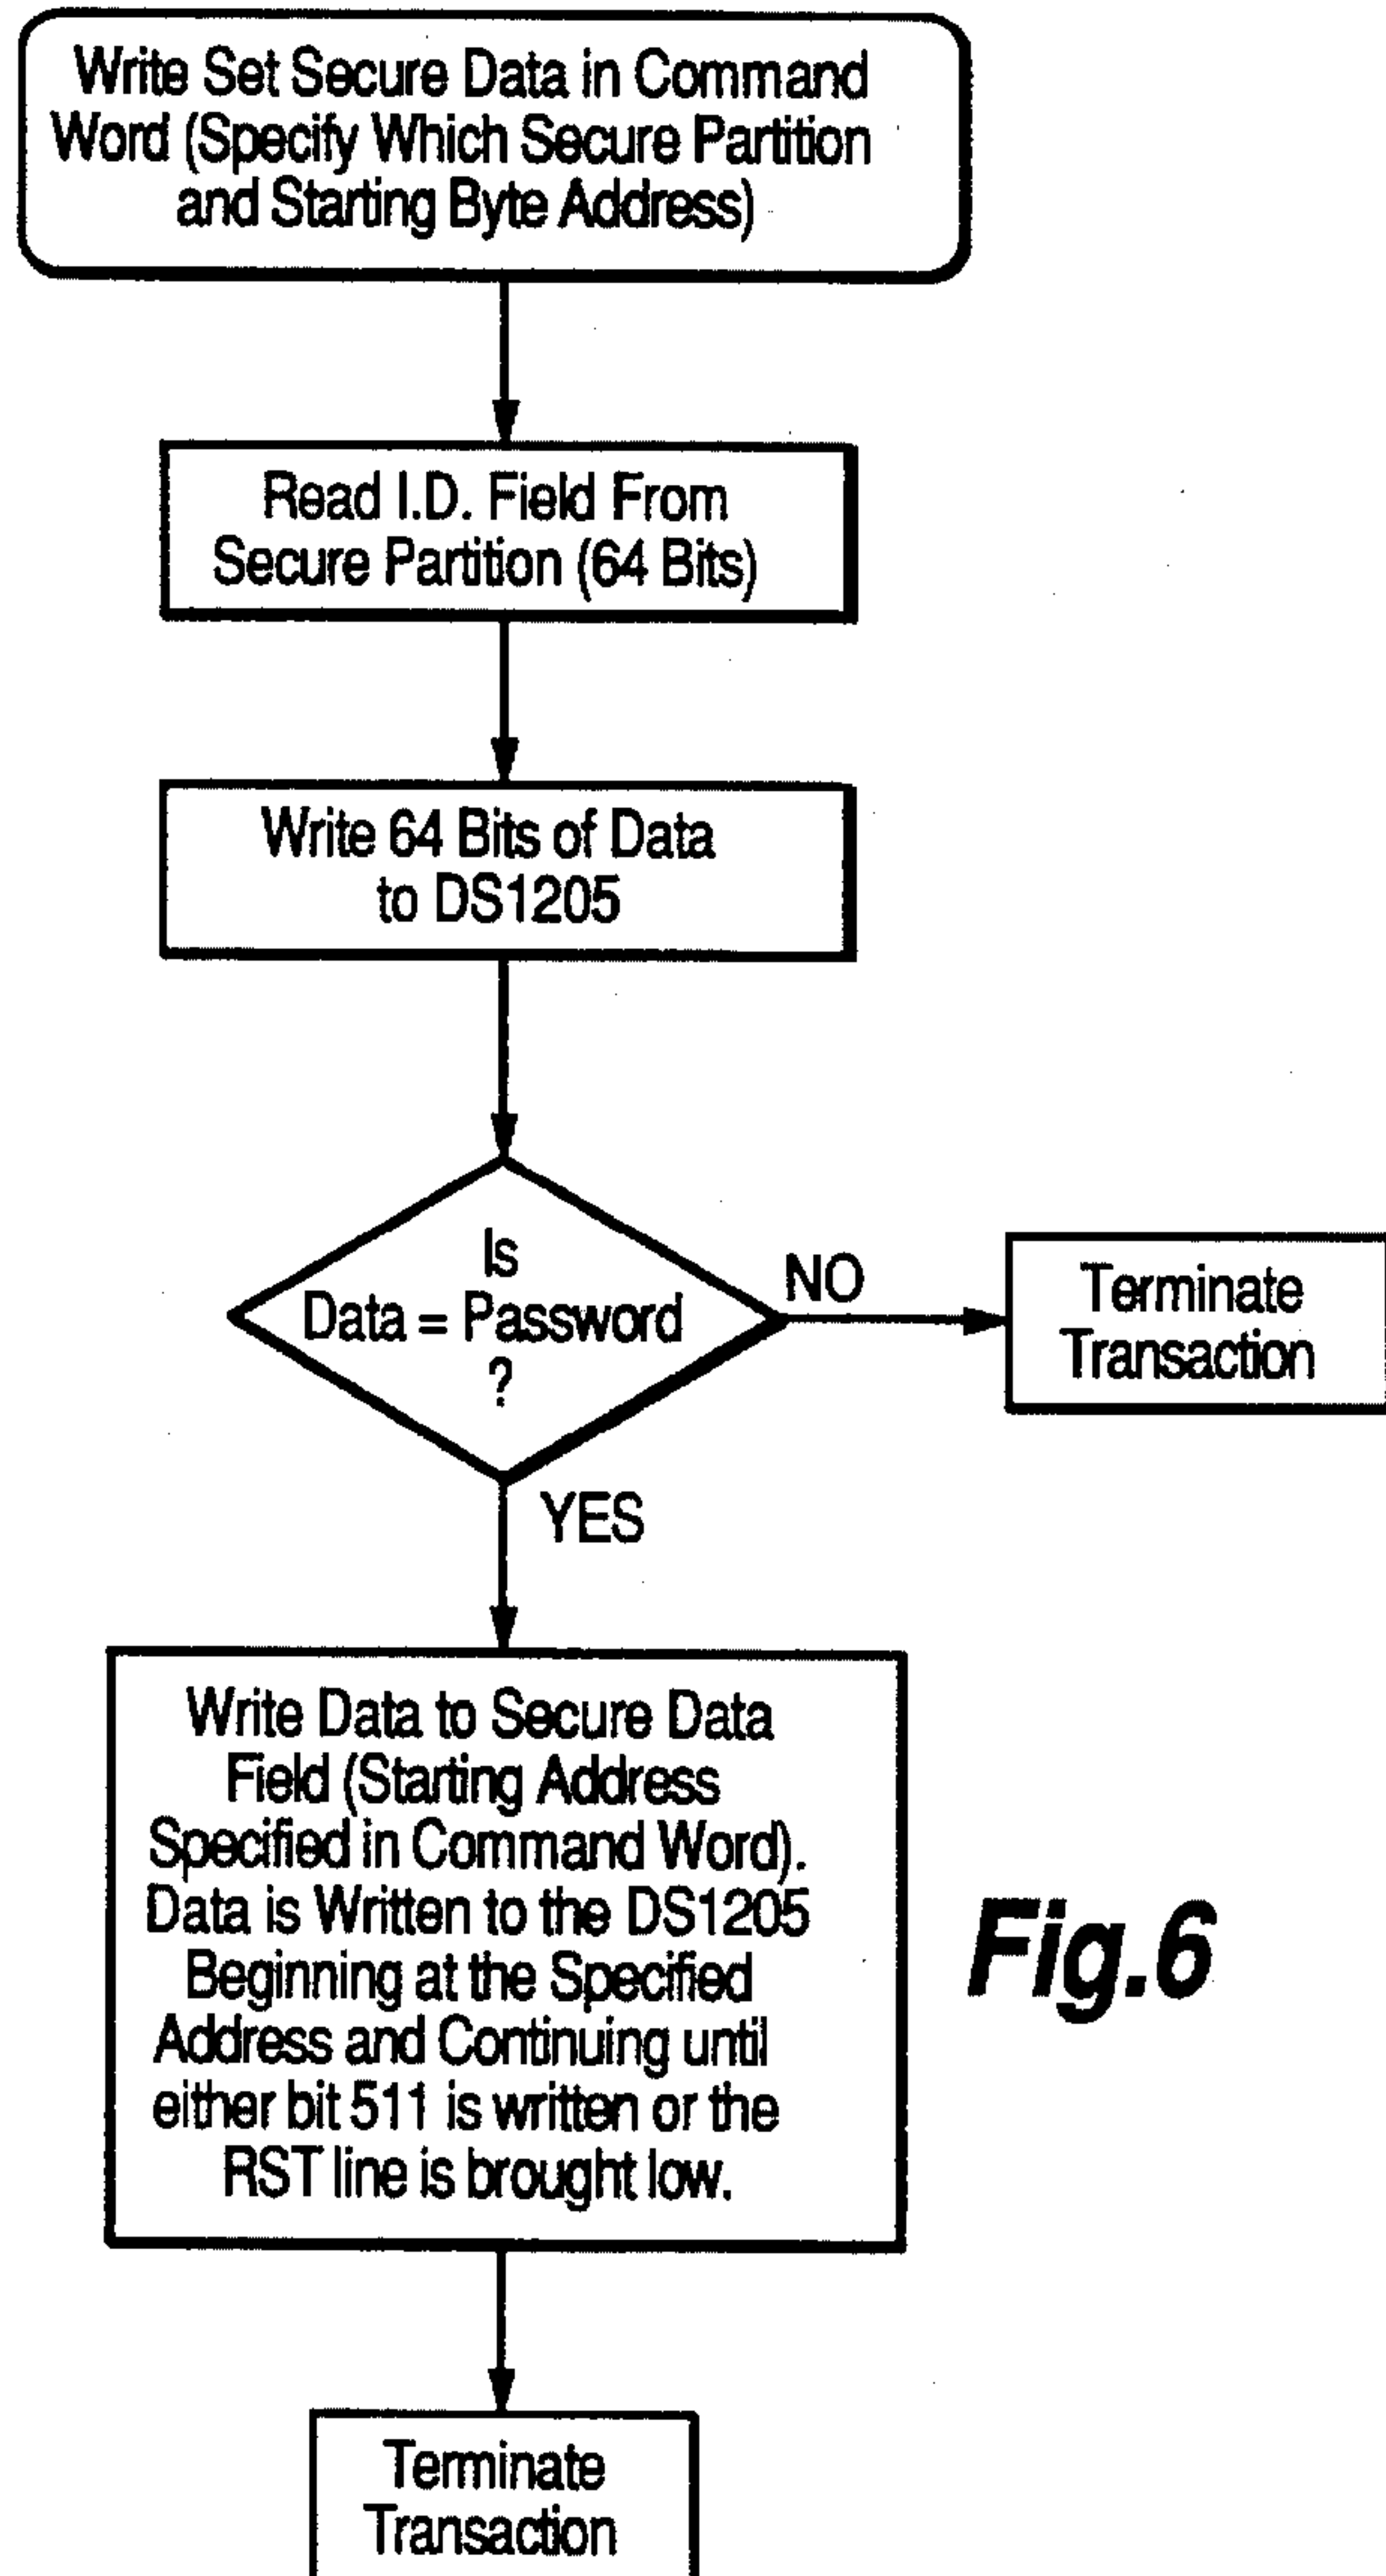 Write Set Secure Data in Command
Word (Specify Which Secure Partition
and Starting Byte Address)
Read I.D. Field From
Secure Partition (64 Bits)
Write 64 Bits of Data
to DS1205
Is
Data = Password
?
NO
Terminate
Transaction
YES
Write Data to Secure Data
Field (Starting Address
Specified in Command Word).
Data is Written to the DS1205
Beginning at the Specified
Address and Continuing until
either bit 511 is written or the
RST line is brought low.
Fig.6
Terminate
Transaction